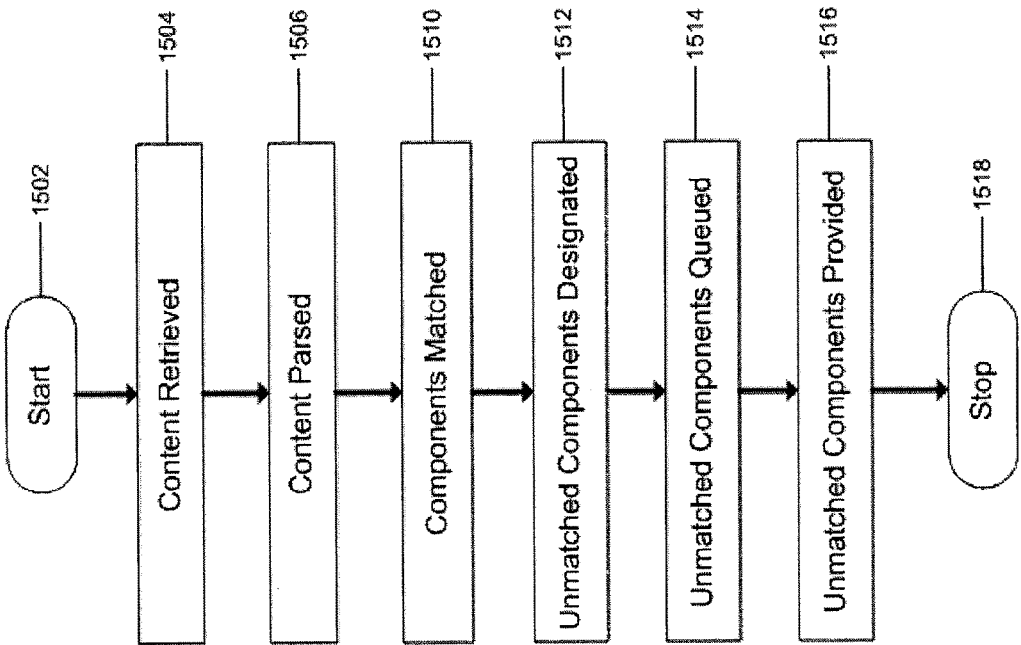 Start
1502
Content Retrieved
1504
Content Parsed
1506
Components Matched
1510
Unmatched Components Designated
1512
Unmatched Components Queued
1514
Unmatched Components Provided
1516
Stop
1518